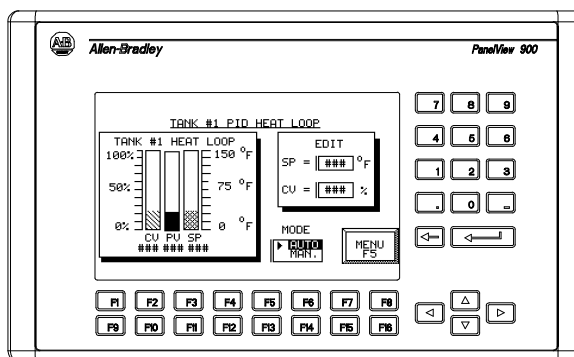 AB
Allen-Bradley
PanelView 900
TANK #1 PID HEAT LOOP
TANK #1 HEAT LOOP
100% 150 °F
50% 75 °F
0% 0 °F
CV PV SP
### ### ###
EDIT
SP = ### °F
CV = ### %
MODE
AUTO
MAN.
MENU
F5
7 8 9
4 5 6
1 2 3
. 0 –
F1 F2 F3 F4 F5 F6 F7 F8
F9 F10 F11 F12 F13 F14 F15 F16